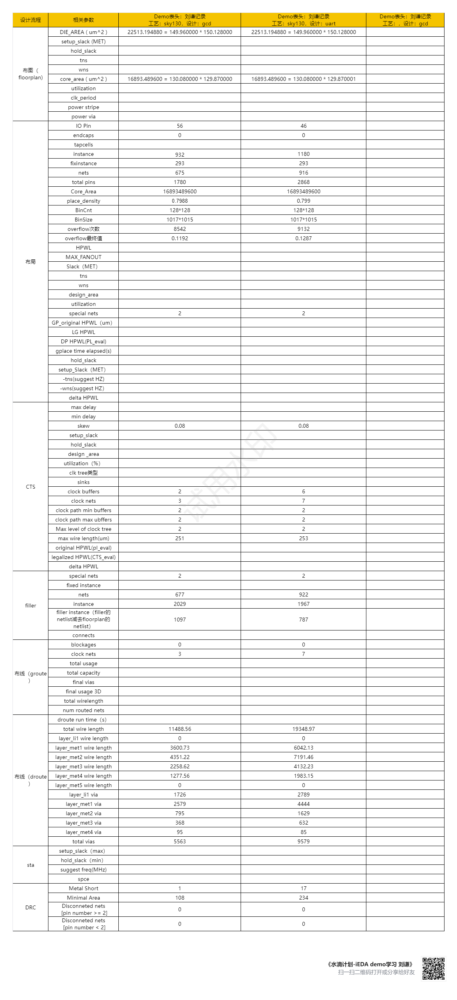 设计流程 相关参数 Demo表头：刘谦记录 Demo表头：刘谦记录 Demo表头：刘谦记录
工艺：sky130，设计：gcd 工艺：sky130，设计：uart 工艺：，设计：gcd
布图（
floorplan)
DIE_AREA ( um^2 ) 22513.194880 = 149.960000 * 150.128000 22513.194880 = 149.960000 * 150.128000
setup_slack (MET)
hold_slack
tns
wns
core_area ( um^2 ) 16893.489600 = 130.080000 * 129.870000 16893.489600 = 130.080000 * 129.870001
utilization
clk_period
power stripe
power via
布局
IO Pin 56 46
endcaps 0 0
tapcells
instance 932 1180
fixinstance 293 293
nets 675 916
total pins 1780 2868
Core_Area 16893489600 16893489600
place_density 0.7988 0.799
BinCnt 128*128 128*128
BinSize 1017*1015 1017*1015
overflow次数 8542 9132
overflow最终值 0.1192 0.1287
HPWL
MAX_FANOUT
Slack（MET）
tns
wns
design_area
utilization
special nets 2 2
GP_original HPWL（um）
LG HPWL
DP HPWL(PL_eval)
gplace time elapsed(s)
hold_slack
setup_Slack（MET）
-tns(suggest HZ)
-wns(suggest HZ）
delta HPWL
CTS
max delay
min delay
skew 0.08 0.08
setup_slack
hold_slack
design _area
utilization（%）
clk tree类型
sinks
clock buffers 2 6
clock nets 3 7
clock path min buffers 2 2
clock path max ubffers 2 2
Max level of clock tree 2 2
max wire length(um) 251 253
original HPWL(pl_eval)
legalized HPWL(CTS_eval)
delta HPWL
试用水印
filler
special nets 2 2
fixed instance
nets 677 922
instance 2029 1967
filler instance（filler的
netlist减去floorplan的
netlist） 1097 787
connects
布线（groute
）
blockages 0 0
clock nets 3 7
total usage
total capacity
final vias
final usage 3D
total wirelength
num routed nets
布线（droute
）
droute run time（s）
total wire length 11488.56 19348.97
layer_li1 wire length 0 0
layer_met1 wire length 3600.73 6042.13
layer_met2 wire length 4351.22 7191.46
layer_met3 wire length 2258.62 4132.23
layer_met4 wire length 1277.56 1983.15
layer_met5 wire length 0 0
layer_li1 via 1726 2789
layer_met1 via 2579 4444
layer_met2 via 795 1629
layer_met3 via 368 632
layer_met4 via 95 85
total vias 5563 9579
sta
setup_slack（max）
hold_slack（min）
suggest freq(MHz)
spce
DRC
Metal Short 1 17
Minimal Area 108 234
Disconneted nets
[pin number >= 2] 0 0
Disconneted nets
[pin number < 2] 0 0
《水滴计划-iEDA demo学习 刘谦》
扫一扫二维码打开或分享给好友